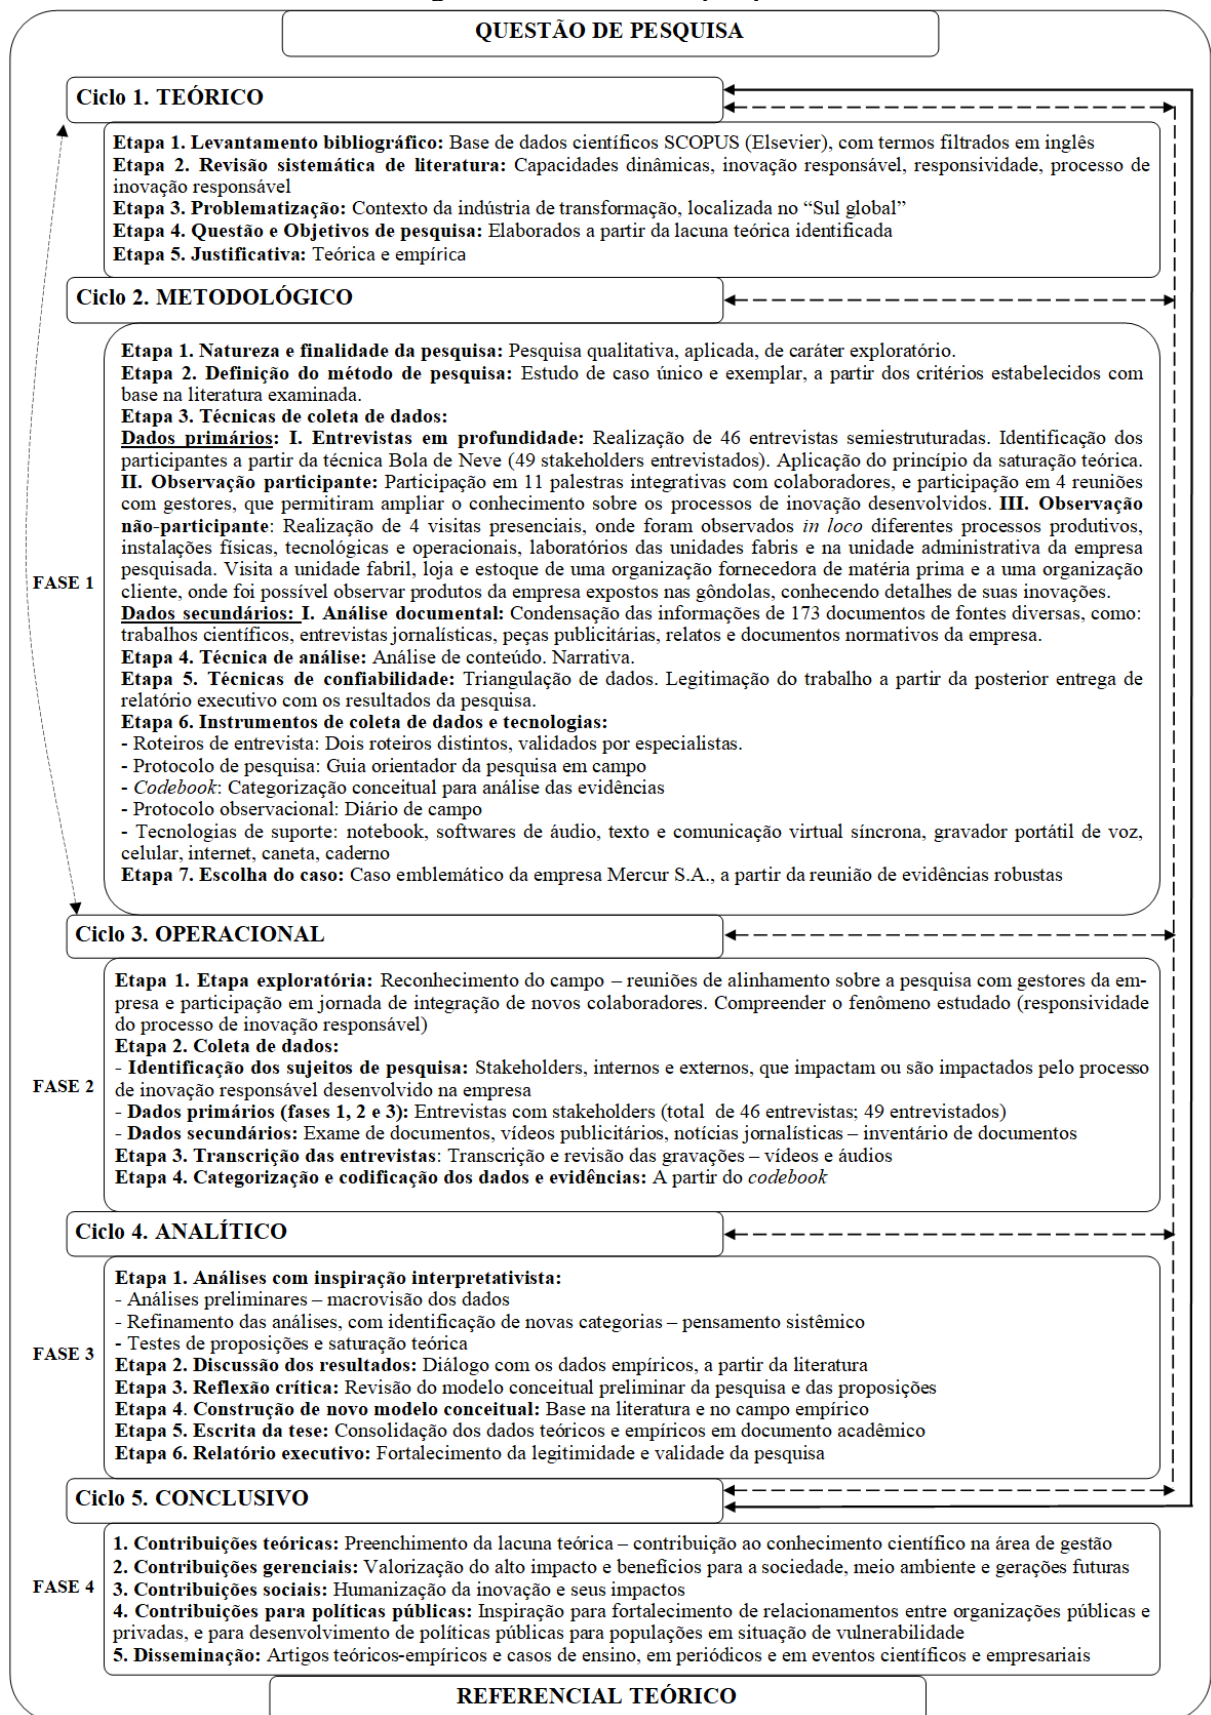 QUESTÃO DE PESQUISA
Ciclo 1. TEÓRICO
Etapa 1. Levantamento bibliográfico: Base de dados científicos SCOPUS (Elsevier), com termos filtrados em inglês
Etapa 2. Revisão sistemática de literatura: Capacidades dinâmicas, inovação responsável, responsividade, processo de
inovação responsável
Etapa 3. Problematização: Contexto da indústria de transformação, localizada no “Sul global”
Etapa 4. Questão e Objetivos de pesquisa: Elaborados a partir da lacuna teórica identificada
Etapa 5. Justificativa: Teórica e empírica
Ciclo 2. METODOLÓGICO
FASE 1
Etapa 1. Natureza e finalidade da pesquisa: Pesquisa qualitativa, aplicada, de caráter exploratório.
Etapa 2. Definição do método de pesquisa: Estudo de caso único e exemplar, a partir dos critérios estabelecidos com
base na literatura examinada.
Etapa 3. Técnicas de coleta de dados:
Dados primários: I. Entrevistas em profundidade: Realização de 46 entrevistas semiestruturadas. Identificação dos
participantes a partir da técnica Bola de Neve (49 stakeholders entrevistados). Aplicação do princípio da saturação teórica.
II. Observação participante: Participação em 11 palestras integrativas com colaboradores, e participação em 4 reuniões
com gestores, que permitiram ampliar o conhecimento sobre os processos de inovação desenvolvidos. III. Observação
não-participante: Realização de 4 visitas presenciais, onde foram observados in loco diferentes processos produtivos,
instalações físicas, tecnológicas e operacionais, laboratórios das unidades fabris e na unidade administrativa da empresa
pesquisada. Visita a unidade fabril, loja e estoque de uma organização fornecedora de matéria prima e a uma organização
cliente, onde foi possível observar produtos da empresa expostos nas gôndolas, conhecendo detalhes de suas inovações.
Dados secundários: I. Análise documental: Condensação das informações de 173 documentos de fontes diversas, como:
trabalhos científicos, entrevistas jornalísticas, peças publicitárias, relatos e documentos normativos da empresa.
Etapa 4. Técnica de análise: Análise de conteúdo. Narrativa.
Etapa 5. Técnicas de confiabilidade: Triangulação de dados. Legitimação do trabalho a partir da posterior entrega de
relatório executivo com os resultados da pesquisa.
Etapa 6. Instrumentos de coleta de dados e tecnologias:
- Roteiros de entrevista: Dois roteiros distintos, validados por especialistas.
- Protocolo de pesquisa: Guia orientador da pesquisa em campo
- Codebook: Categorização conceitual para análise das evidências
- Protocolo observacional: Diário de campo
- Tecnologias de suporte: notebook, softwares de áudio, texto e comunicação virtual síncrona, gravador portátil de voz,
celular, internet, caneta, caderno
Etapa 7. Escolha do caso: Caso emblemático da empresa Mercur S.A., a partir da reunião de evidências robustas
Ciclo 3. OPERACIONAL
FASE 2
Etapa 1. Etapa exploratória: Reconhecimento do campo – reuniões de alinhamento sobre a pesquisa com gestores da em-
presa e participação em jornada de integração de novos colaboradores. Compreender o fenômeno estudado (responsividade
do processo de inovação responsável)
Etapa 2. Coleta de dados:
- Identificação dos sujeitos de pesquisa: Stakeholders, internos e externos, que impactam ou são impactados pelo processo
de inovação responsável desenvolvido na empresa
- Dados primários (fases 1, 2 e 3): Entrevistas com stakeholders (total de 46 entrevistas; 49 entrevistados)
- Dados secundários: Exame de documentos, vídeos publicitários, notícias jornalísticas – inventário de documentos
Etapa 3. Transcrição das entrevistas: Transcrição e revisão das gravações – vídeos e áudios
Etapa 4. Categorização e codificação dos dados e evidências: A partir do codebook
Ciclo 4. ANALÍTICO
FASE 3
Etapa 1. Análises com inspiração interpretativista:
- Análises preliminares – macrovisão dos dados
- Refinamento das análises, com identificação de novas categorias – pensamento sistêmico
- Testes de proposições e saturação teórica
Etapa 2. Discussão dos resultados: Diálogo com os dados empíricos, a partir da literatura
Etapa 3. Reflexão crítica: Revisão do modelo conceitual preliminar da pesquisa e das proposições
Etapa 4. Construção de novo modelo conceitual: Base na literatura e no campo empírico
Etapa 5. Escrita da tese: Consolidação dos dados teóricos e empíricos em documento acadêmico
Etapa 6. Relatório executivo: Fortalecimento da legitimidade e validade da pesquisa
Ciclo 5. CONCLUSIVO
FASE 4
1. Contribuições teóricas: Preenchimento da lacuna teórica – contribuição ao conhecimento científico na área de gestão
2. Contribuições gerenciais: Valorização do alto impacto e benefícios para a sociedade, meio ambiente e gerações futuras
3. Contribuições sociais: Humanização da inovação e seus impactos
4. Contribuições para políticas públicas: Inspiração para fortalecimento de relacionamentos entre organizações públicas e
privadas, e para desenvolvimento de políticas públicas para populações em situação de vulnerabilidade
5. Disseminação: Artigos teóricos-empíricos e casos de ensino, em periódicos e em eventos científicos e empresariais
REFERENCIAL TEÓRICO